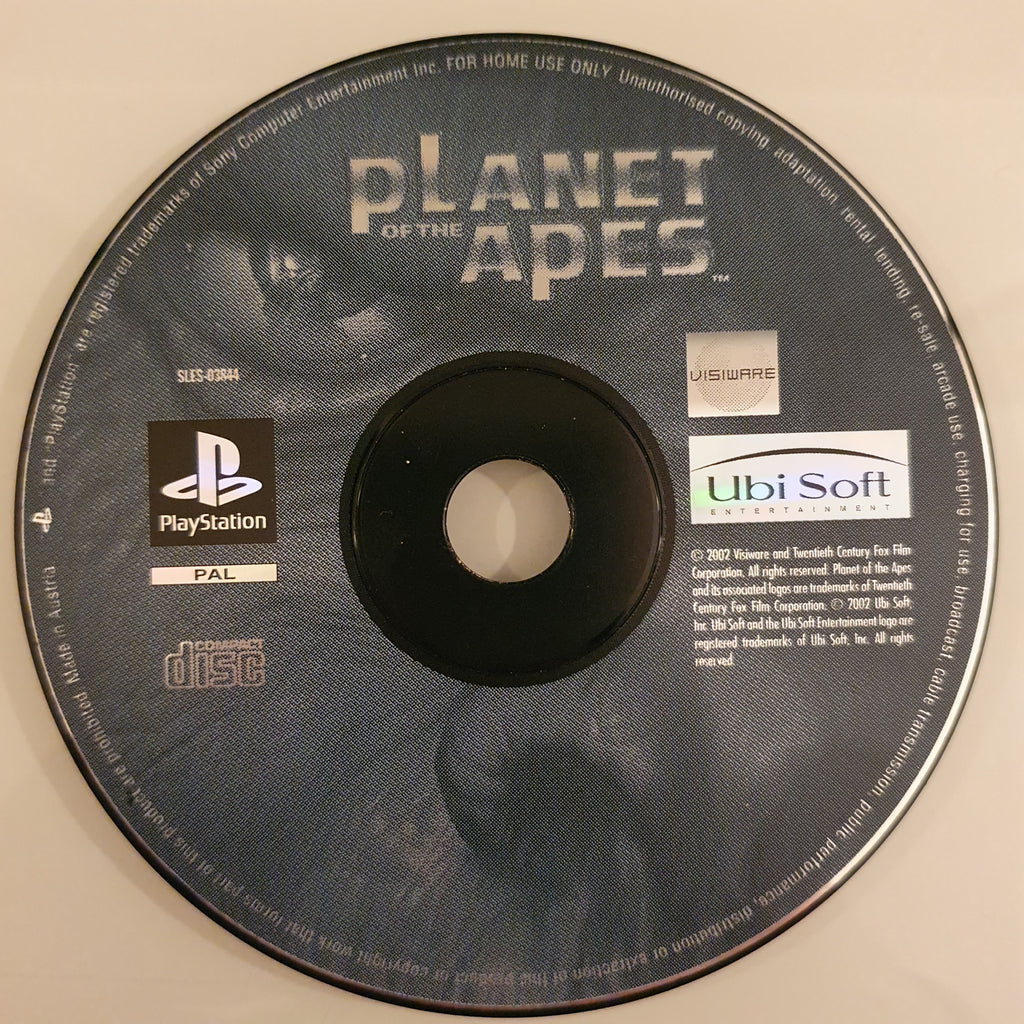 and "PlayStation" are registered trademarks of Sony Computer Entertainment Inc. FOR HOME USE ONLY Unauthorised copying, adaptation, rental, lending, re-sale, arcade use, charging for use, broadcast, cable transmission, public performance, distribution or extraction of this product or copyright work that forms part of this product are prohibited. Made in Austria
PLANET
OF THE APES™
SLES-03844
VISIWARE
PlayStation
Ubi Soft
ENTERTAINMENT
PAL
© 2002 Visiware and Twentieth Century Fox Film
Corporation. All rights reserved. Planet of the Apes
and its associated logos are trademarks of Twentieth
Century Fox Film Corporation. © 2002 Ubi Soft,
Inc. Ubi Soft and the Ubi Soft Entertainment logo are
registered trademarks of Ubi Soft, Inc. All rights
reserved.
COMPACT
disc